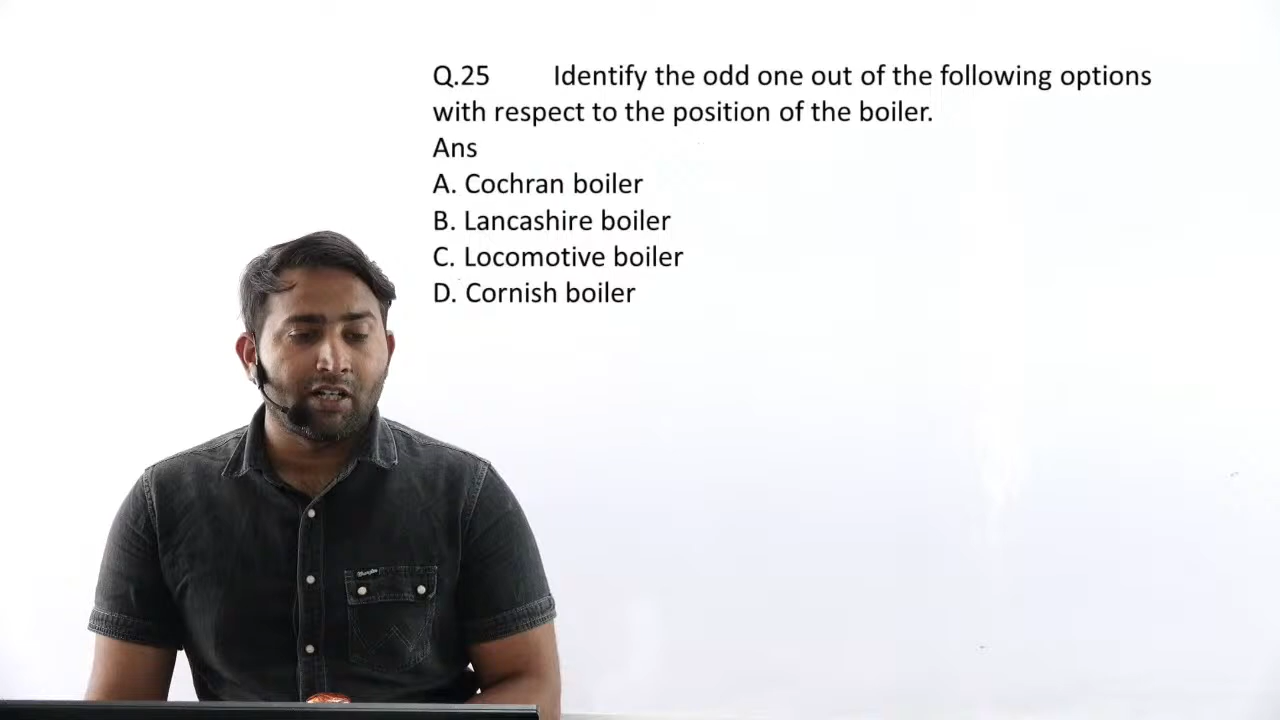 Q.25 Identify the odd one out of the following options
with respect to the position of the boiler.
Ans
A. Cochran boiler
B. Lancashire boiler
C. Locomotive boiler
D. Cornish boiler